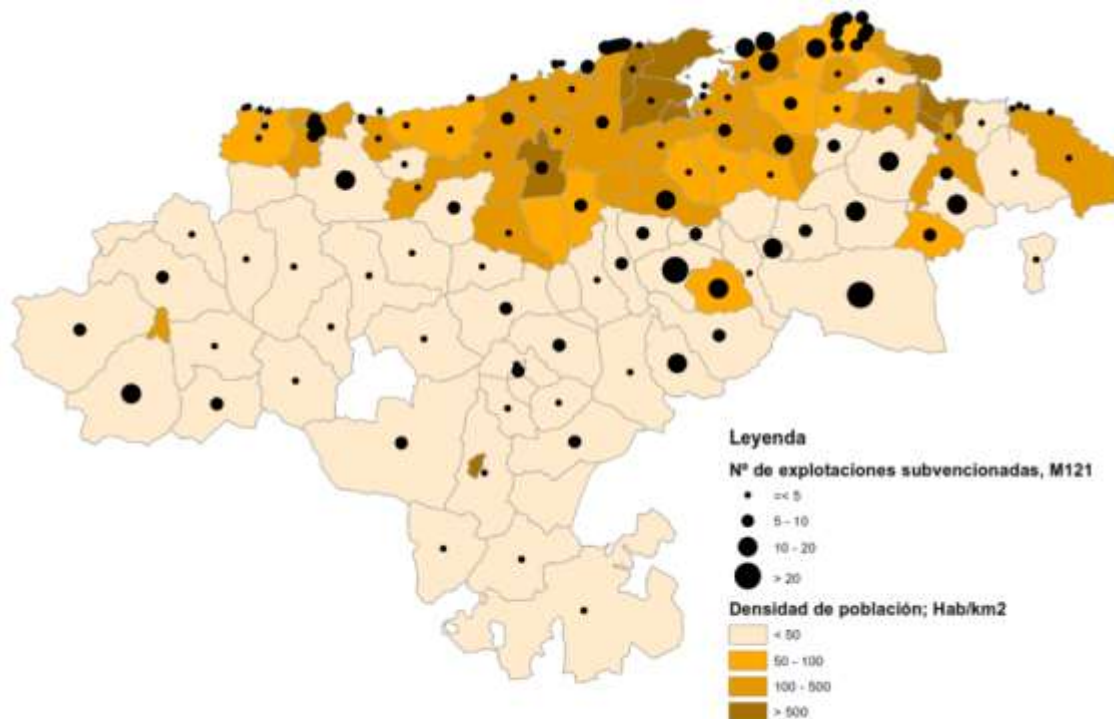 Leyenda
Nº de explotaciones subvencionadas, M121
=< 5
5 - 10
10 - 20
> 20
Densidad de población; Hab/km2
< 50
50 - 100
100 - 500
> 500